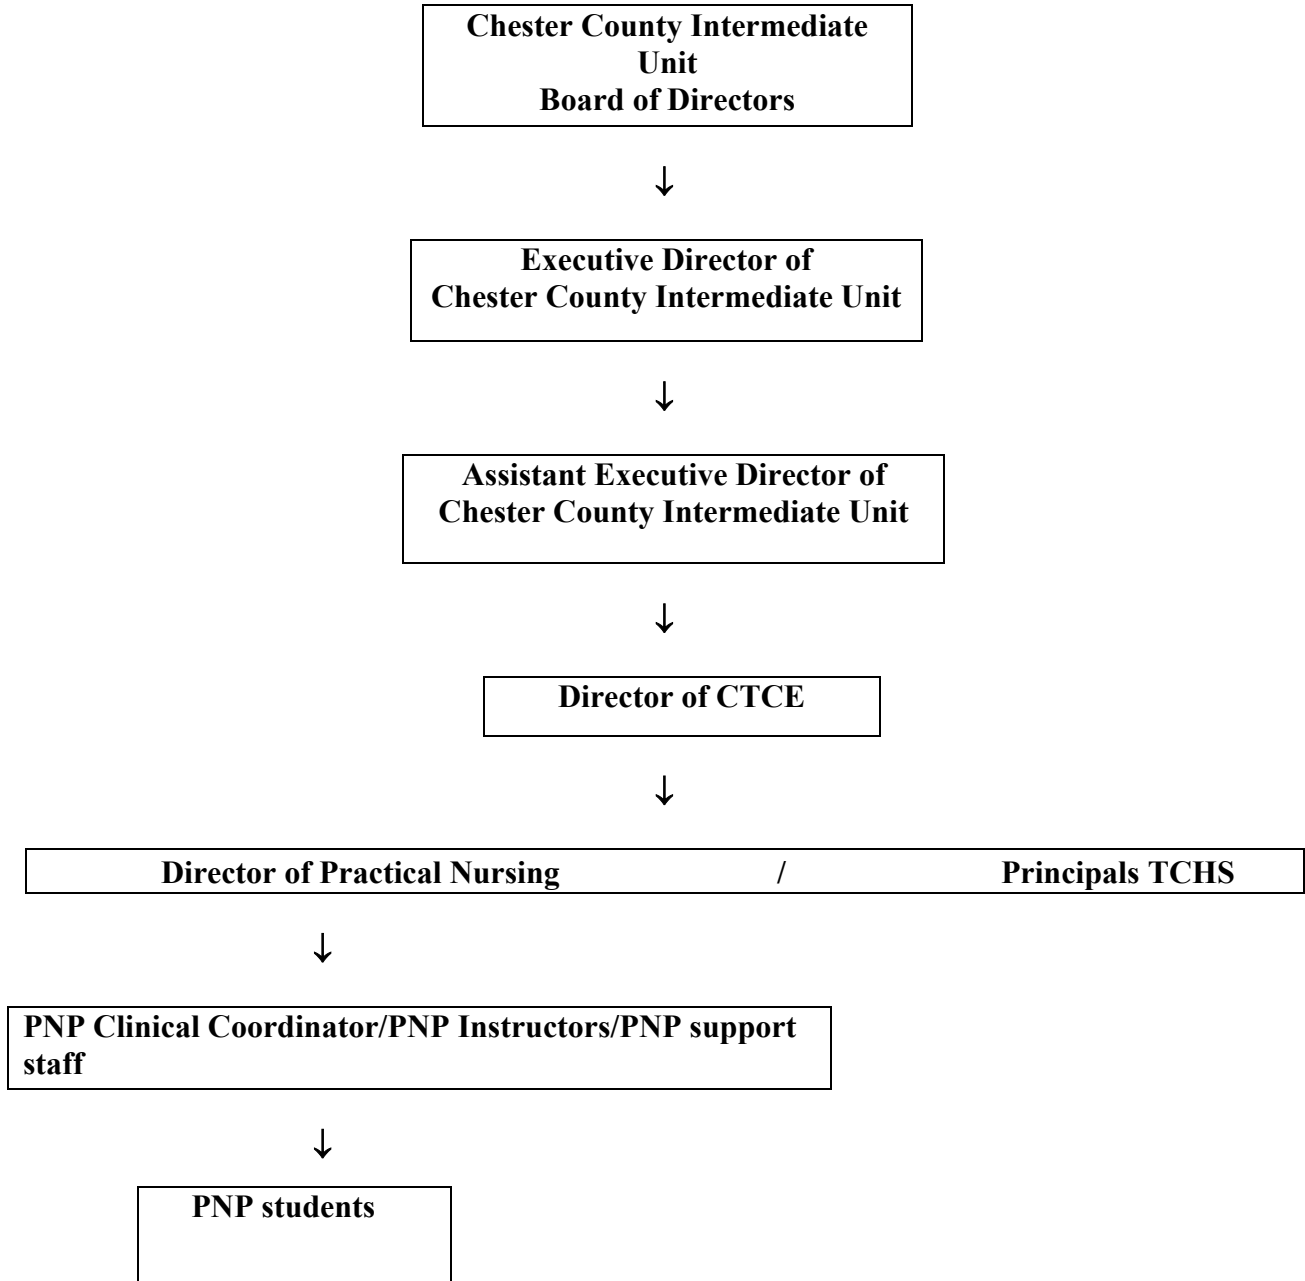 Chester County Intermediate
Unit
Board of Directors
↓
Executive Director of
Chester County Intermediate Unit
↓
Assistant Executive Director of
Chester County Intermediate Unit
↓
Director of CTCE
↓
Director of Practical Nursing / Principals TCHS
↓
PNP Clinical Coordinator/PNP Instructors/PNP support
staff
↓
PNP students